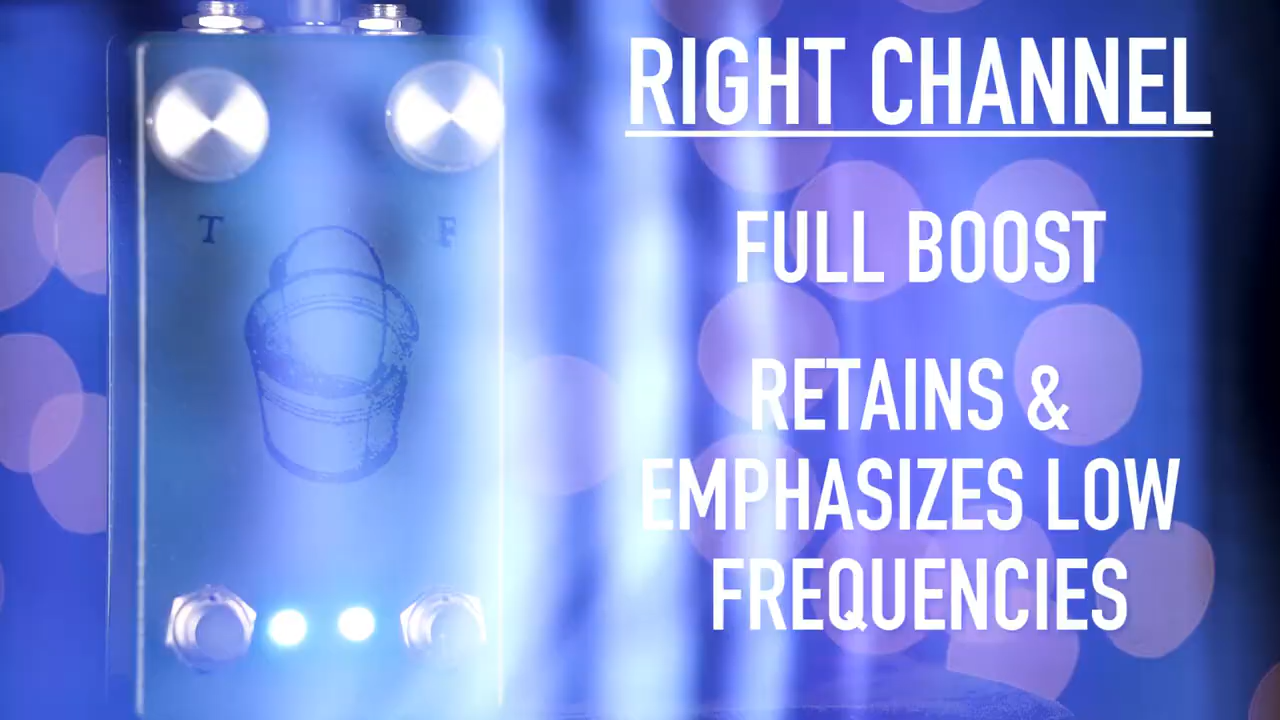 RIGHT CHANNEL
T F
FULL BOOST
RETAINS &
EMPHASIZES LOW
FREQUENCIES